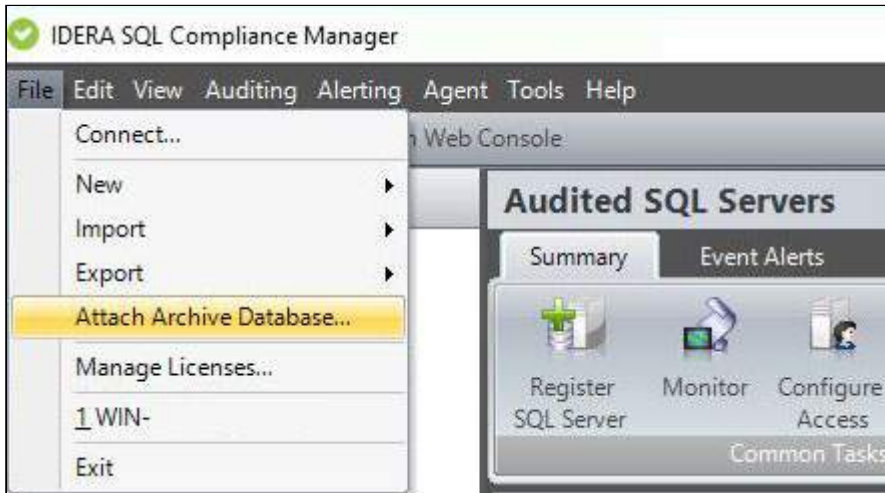 IDERA SQL Compliance Manager
File Edit View Auditing Alerting Agent Tools Help
Connect...
Web Console
New
Import
Export
Attach Archive Database...
Manage Licenses...
1 WIN-
Exit
Audited SQL Servers
Summary Event Alerts
Register SQL Server
Monitor
Configure Access
Common Tasks